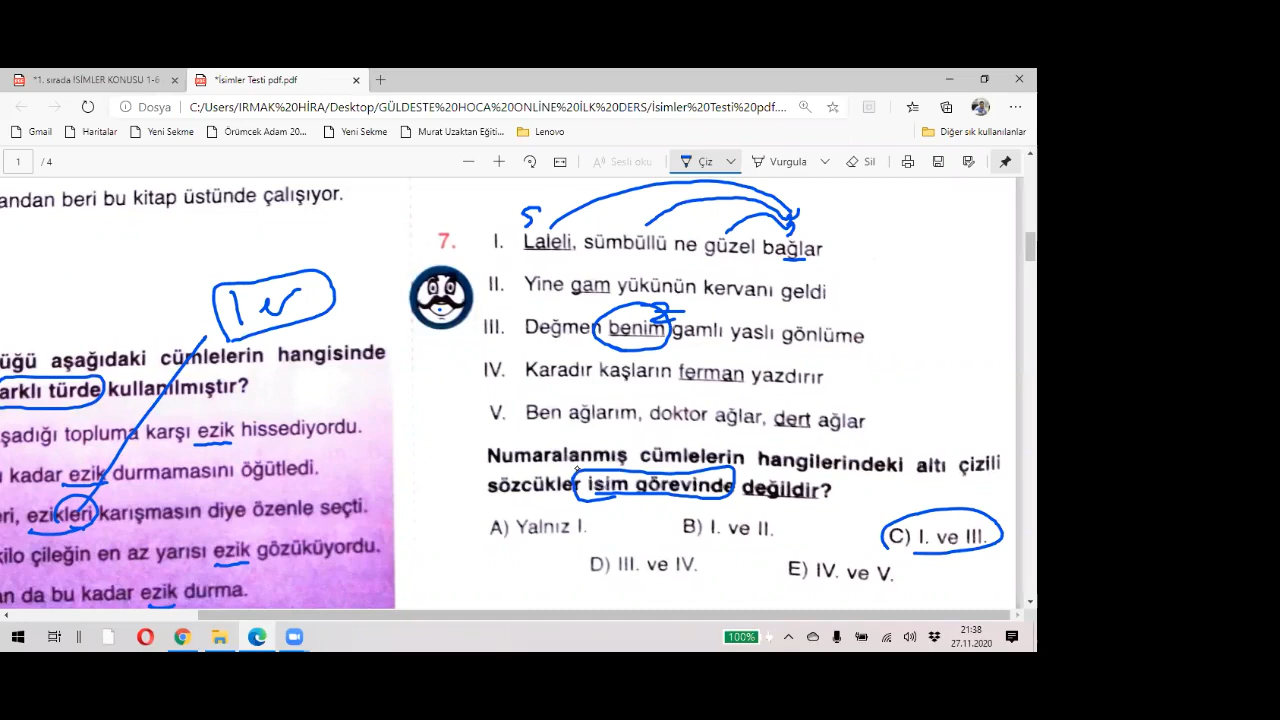 *1. sırada !SİMLER KONUSU 1-6
*İsimler Testi pdf.pdf
Dosya
C:/Users/IRMAK%20HİRA/Desktop/GÜLDESTE%20HOCA%20ONLİNE%20İLK%20DERS/İsimler%20Testi%20pdf....
Gmail
Haritalar
Yeni Sekme
Örümcek Adam 20...
Yeni Sekme
Murat Uzaktan Eğiti...
Lenovo
Diğer sık kullanılanlar
1 / 4
Sesli oku
Çiz
Vurgula
Sil
andan beri bu kitap üstünde çalışıyor.
ler
üğü aşağıdaki cümlelerin hangisinde
arklı türde kullanılmıştır?
şadığı topluma karşı ezik hissediyordu.
u kadar ezik durmamasını öğütledi.
eri, ezikleri karışmasın diye özenle seçti.
kilo çileğin en az yarısı ezik gözüküyordu.
an da bu kadar ezik durma.
S
7. I. Laleli, sümbüllü ne güzel bağlar
II. Yine gam yükünün kervanı geldi
III. Değmen benim gamlı yaslı gönlüme
IV. Karadır kaşların ferman yazdırır
V. Ben ağlarım, doktor ağlar, dert ağlar
Numaralanmış cümlelerin hangilerindeki altı çizili
sözcükler isim görevinde değildir?
A) Yalnız I.
B) I. ve II.
C) I. ve III.
D) III. ve IV.
E) IV. ve V.
100%
21:38
27.11.2020